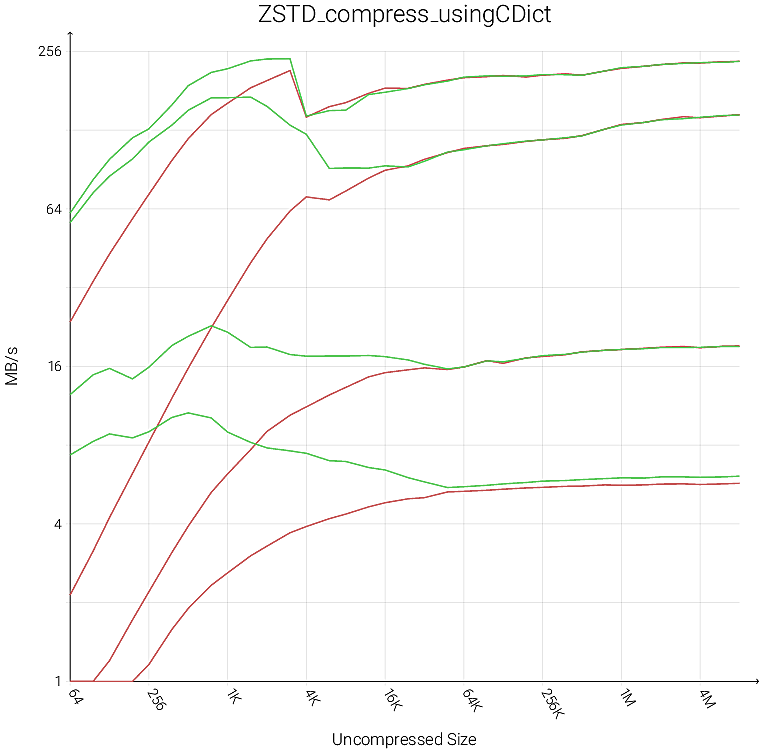 ZSTD_compress_usingCDict
256
64
16
4
1
MB/s
64
256
1K
4K
16K
64K
256K
1M
4M
Uncompressed Size